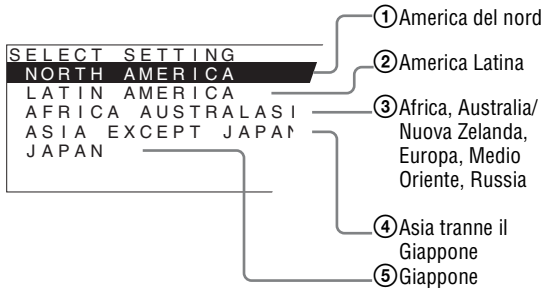 SELECT SETTING
NORTH AMERICA
LATIN AMERICA
AFRICA AUSTRALASI
ASIA EXCEPT JAPAN
JAPAN
①America del nord
②America Latina
③Africa, Australia/
Nuova Zelanda,
Europa, Medio
Oriente, Russia
④Asia tranne il
Giappone
⑤Giappone